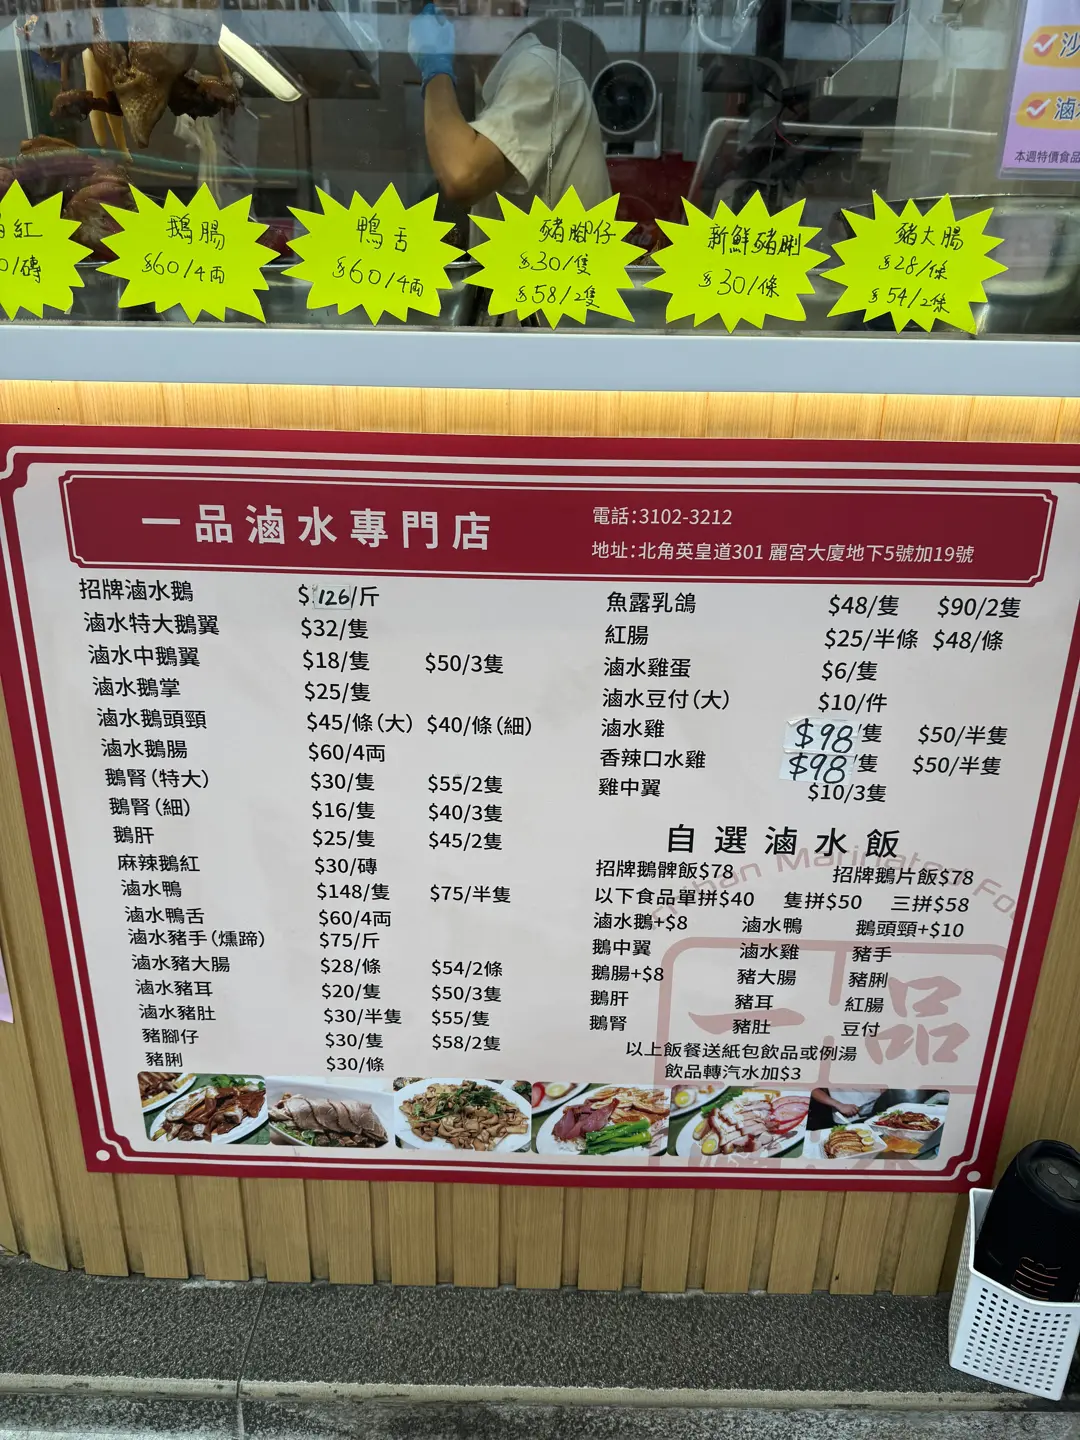 沙
滷水
本週特價食品
紅
0/磚
鵝腸
$60/4両
鴨舌
$60/4両
豬腳仔
$30/隻
$58/2隻
新鮮豬脷
$30/條
豬大腸
$28/條
$54/2條
一品滷水專門店
電話:3102-3212
地址:北角英皇道301 麗宮大廈地下5號加19號
招牌滷水鵝 $126/斤
滷水特大鵝翼 $32/隻
滷水中鵝翼 $18/隻 $50/3隻
滷水鵝掌 $25/隻
滷水鵝頭頸 $45/條(大) $40/條(細)
滷水鵝腸 $60/4両
鵝腎(特大) $30/隻 $55/2隻
鵝腎(細) $16/隻 $40/3隻
鵝肝 $25/隻 $45/2隻
麻辣鵝紅 $30/磚
滷水鴨 $148/隻 $75/半隻
滷水鴨舌 $60/4両
滷水豬手(燻蹄) $75/斤
滷水豬大腸 $28/條 $54/2條
滷水豬耳 $20/隻 $50/3隻
滷水豬肚 $30/半隻 $55/隻
豬腳仔 $30/隻 $58/2隻
豬脷 $30/條
魚露乳鴿 $48/隻 $90/2隻
紅腸 $25/半條 $48/條
滷水雞蛋 $6/隻
滷水豆付(大) $10/件
滷水雞 $98/隻 $50/半隻
香辣口水雞 $98/隻 $50/半隻
雞中翼 $10/3隻
自選滷水飯
招牌鵝髀飯$78 招牌鵝片飯$78
以下食品單拼$40 隻拼$50 三拼$58
滷水鵝+$8 滷水鴨 鵝頭頸+$10
鵝中翼 滷水雞 豬手
鵝腸+$8 豬大腸 豬脷
鵝肝 豬耳 紅腸
鵝腎 豬肚 豆付
以上飯餐送紙包飲品或例湯
飲品轉汽水加$3
一品